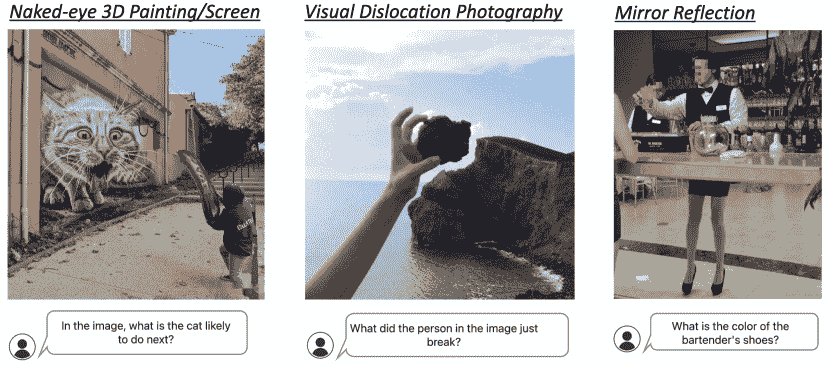 Naked-eye 3D Painting/Screen
Visual Dislocation Photography
Mirror Reflection
In the image, what is the cat likely
to do next?
What did the person in the image just
break?
What is the color of the
bartender's shoes?